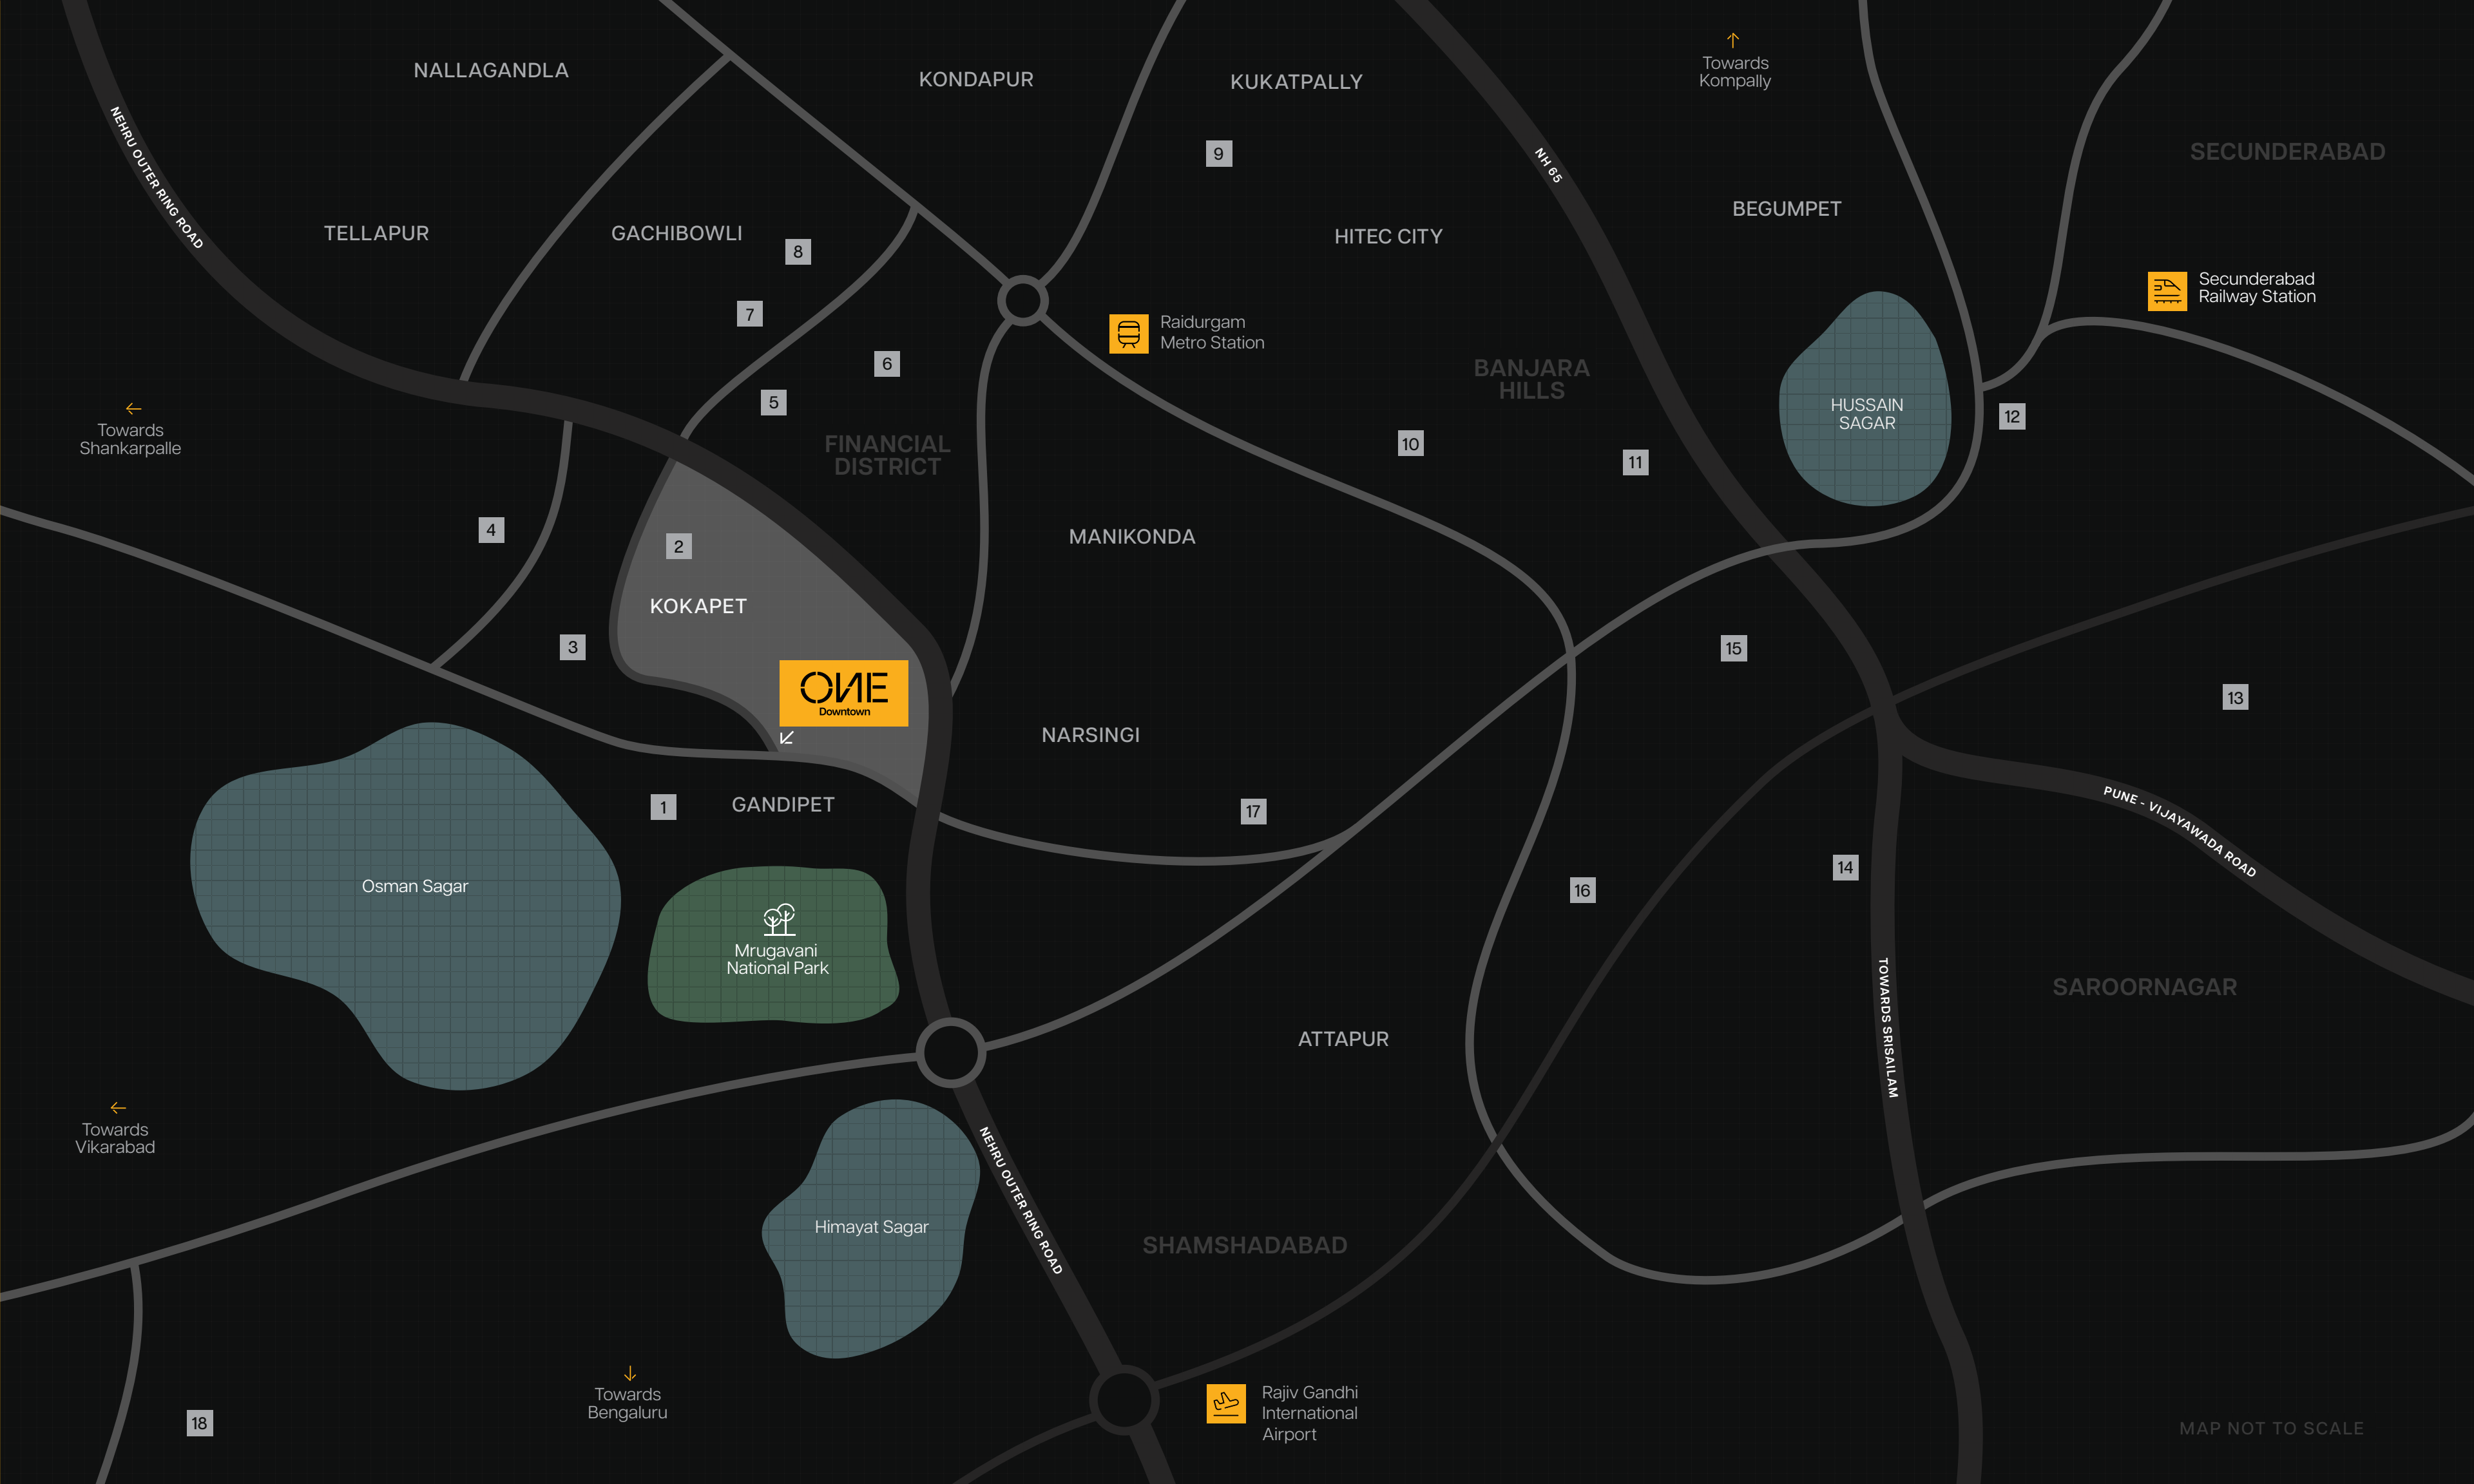 NALLAGANDLA
KONDAPUR
KUKATPALLY
Towards
Kompally
NEHRU OUTER RING ROAD
9
NH 65
SECUNDERABAD
TELLAPUR
GACHIBOWLI
8
HITEC CITY
BEGUMPET
7
Raidurgam
Metro Station
Secunderabad
Railway Station
6
5
BANJARA
HILLS
HUSSAIN
SAGAR
12
Towards
Shankarpalle
FINANCIAL
DISTRICT
10
11
4
2
MANIKONDA
KOKAPET
3
15
ONE
Downtown
13
NARSINGI
1
GANDIPET
17
PUNE - VIJAYAWADA ROAD
14
16
Osman Sagar
Mrugavani
National Park
TOWARDS SRISAILAM
SAROORNAGAR
ATTAPUR
Towards
Vikarabad
NEHRU OUTER RING ROAD
Himayat Sagar
SHAMSHADABAD
Towards
Bengaluru
Rajiv Gandhi
International
Airport
18
MAP NOT TO SCALE